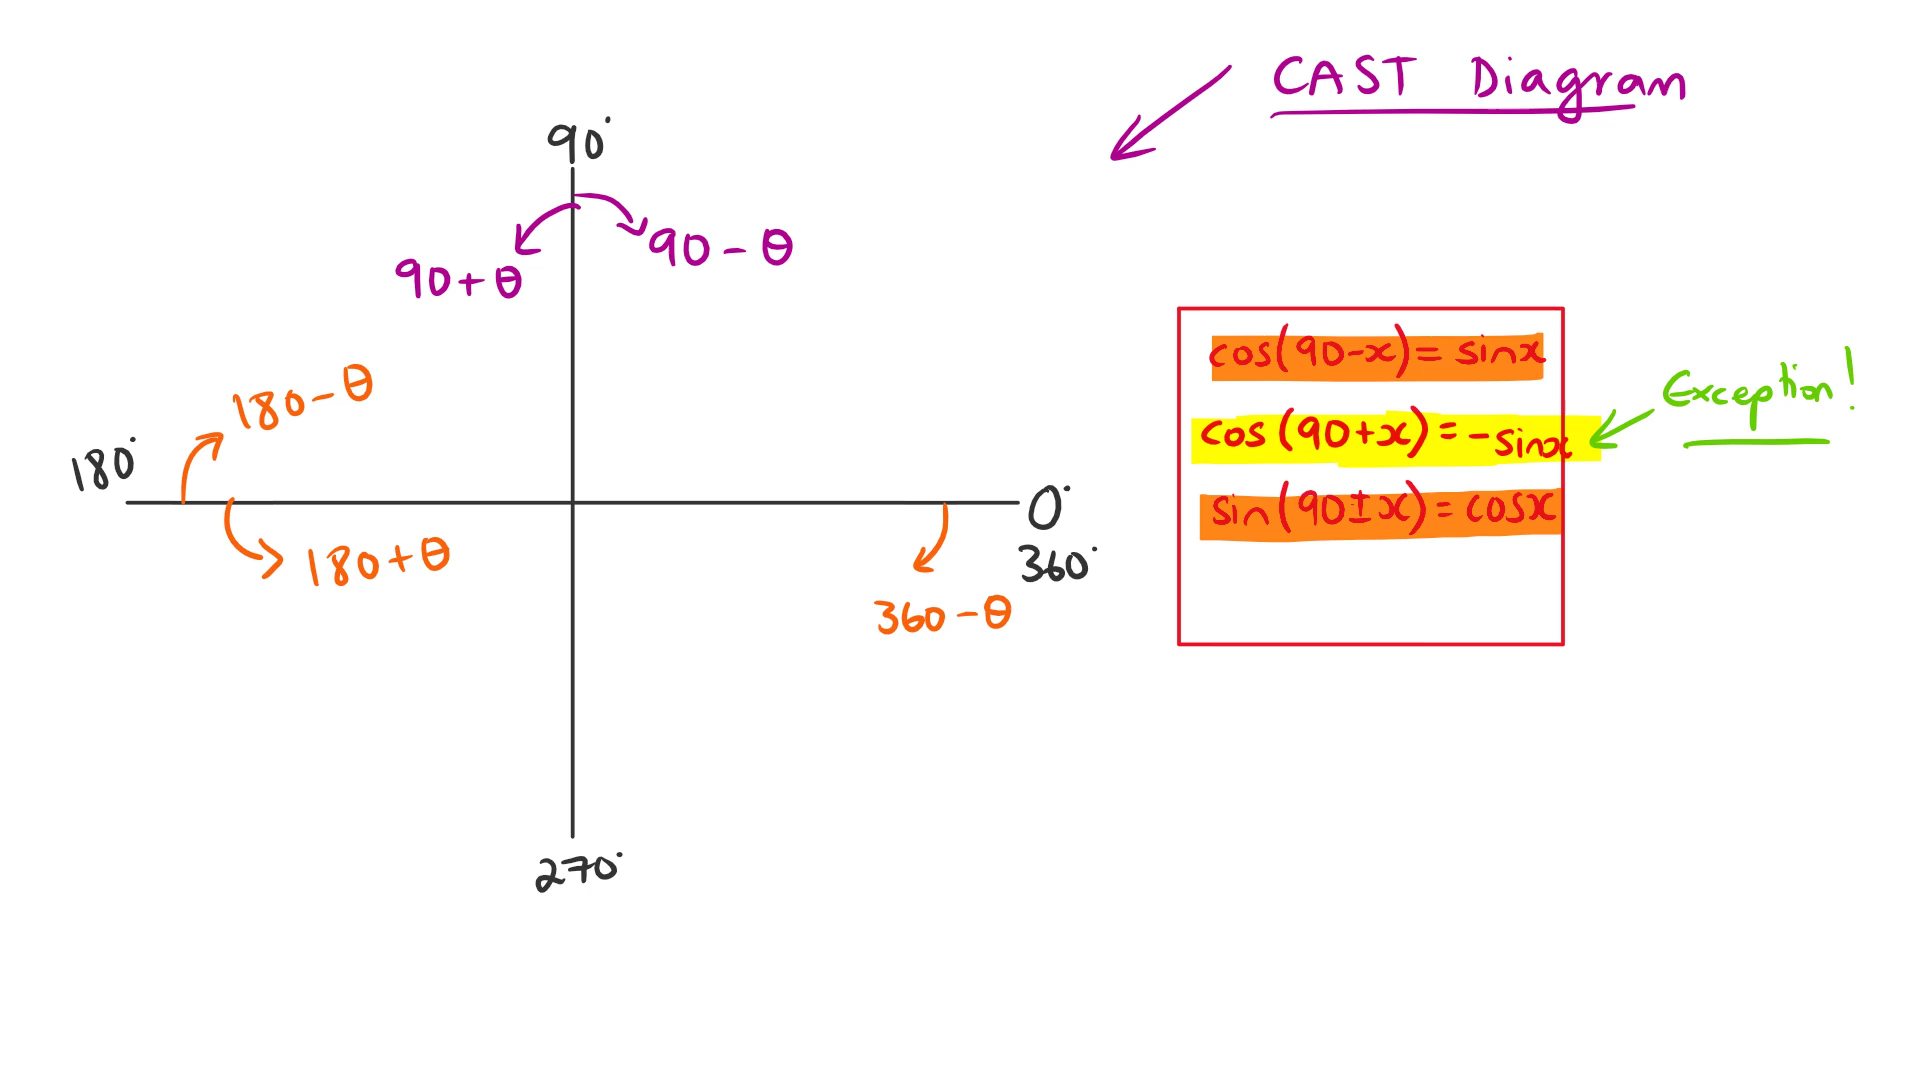 CAST Diagram
90°
90+θ
90-θ
180-θ
180°
180+θ
0°
360°
360-θ
270°
cos(90-x)=sinx
cos(90+x)=-sinx
sin(90±x)=cosx
Exception!